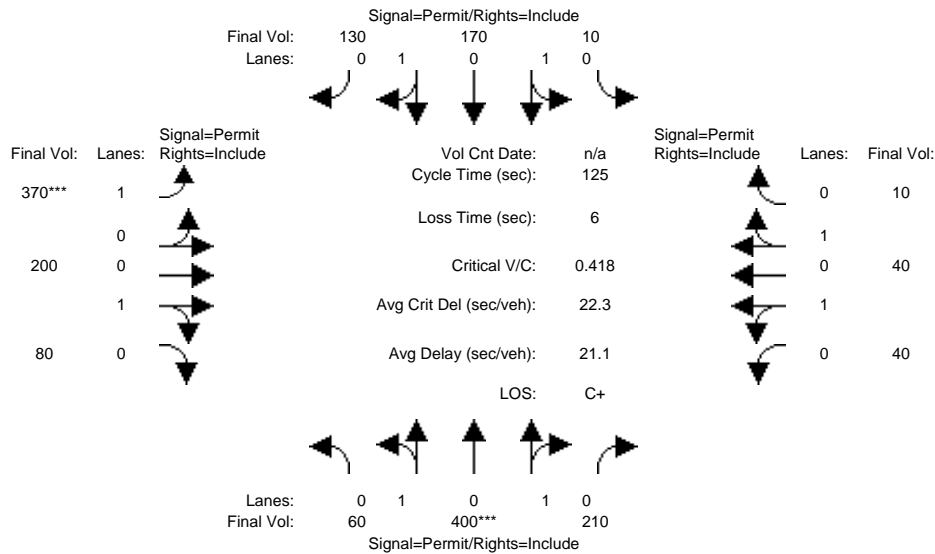 Signal=Permit/Rights=Include
Final Vol: 130 170 10
Lanes: 0 1 0 1 0
Signal=Permit Signal=Permit
Final Vol: Lanes: Rights=Include Vol Cnt Date: n/a Rights=Include Lanes: Final Vol:
Cycle Time (sec): 125
370*** 1 0 10
Loss Time (sec): 6
0 1
200 0 Critical V/C: 0.418 0 40
1 Avg Crit Del (sec/veh): 22.3 1
80 0 Avg Delay (sec/veh): 21.1 0 40
LOS: C+
Lanes: 0 1 0 1 0
Final Vol: 60 400*** 210
Signal=Permit/Rights=Include